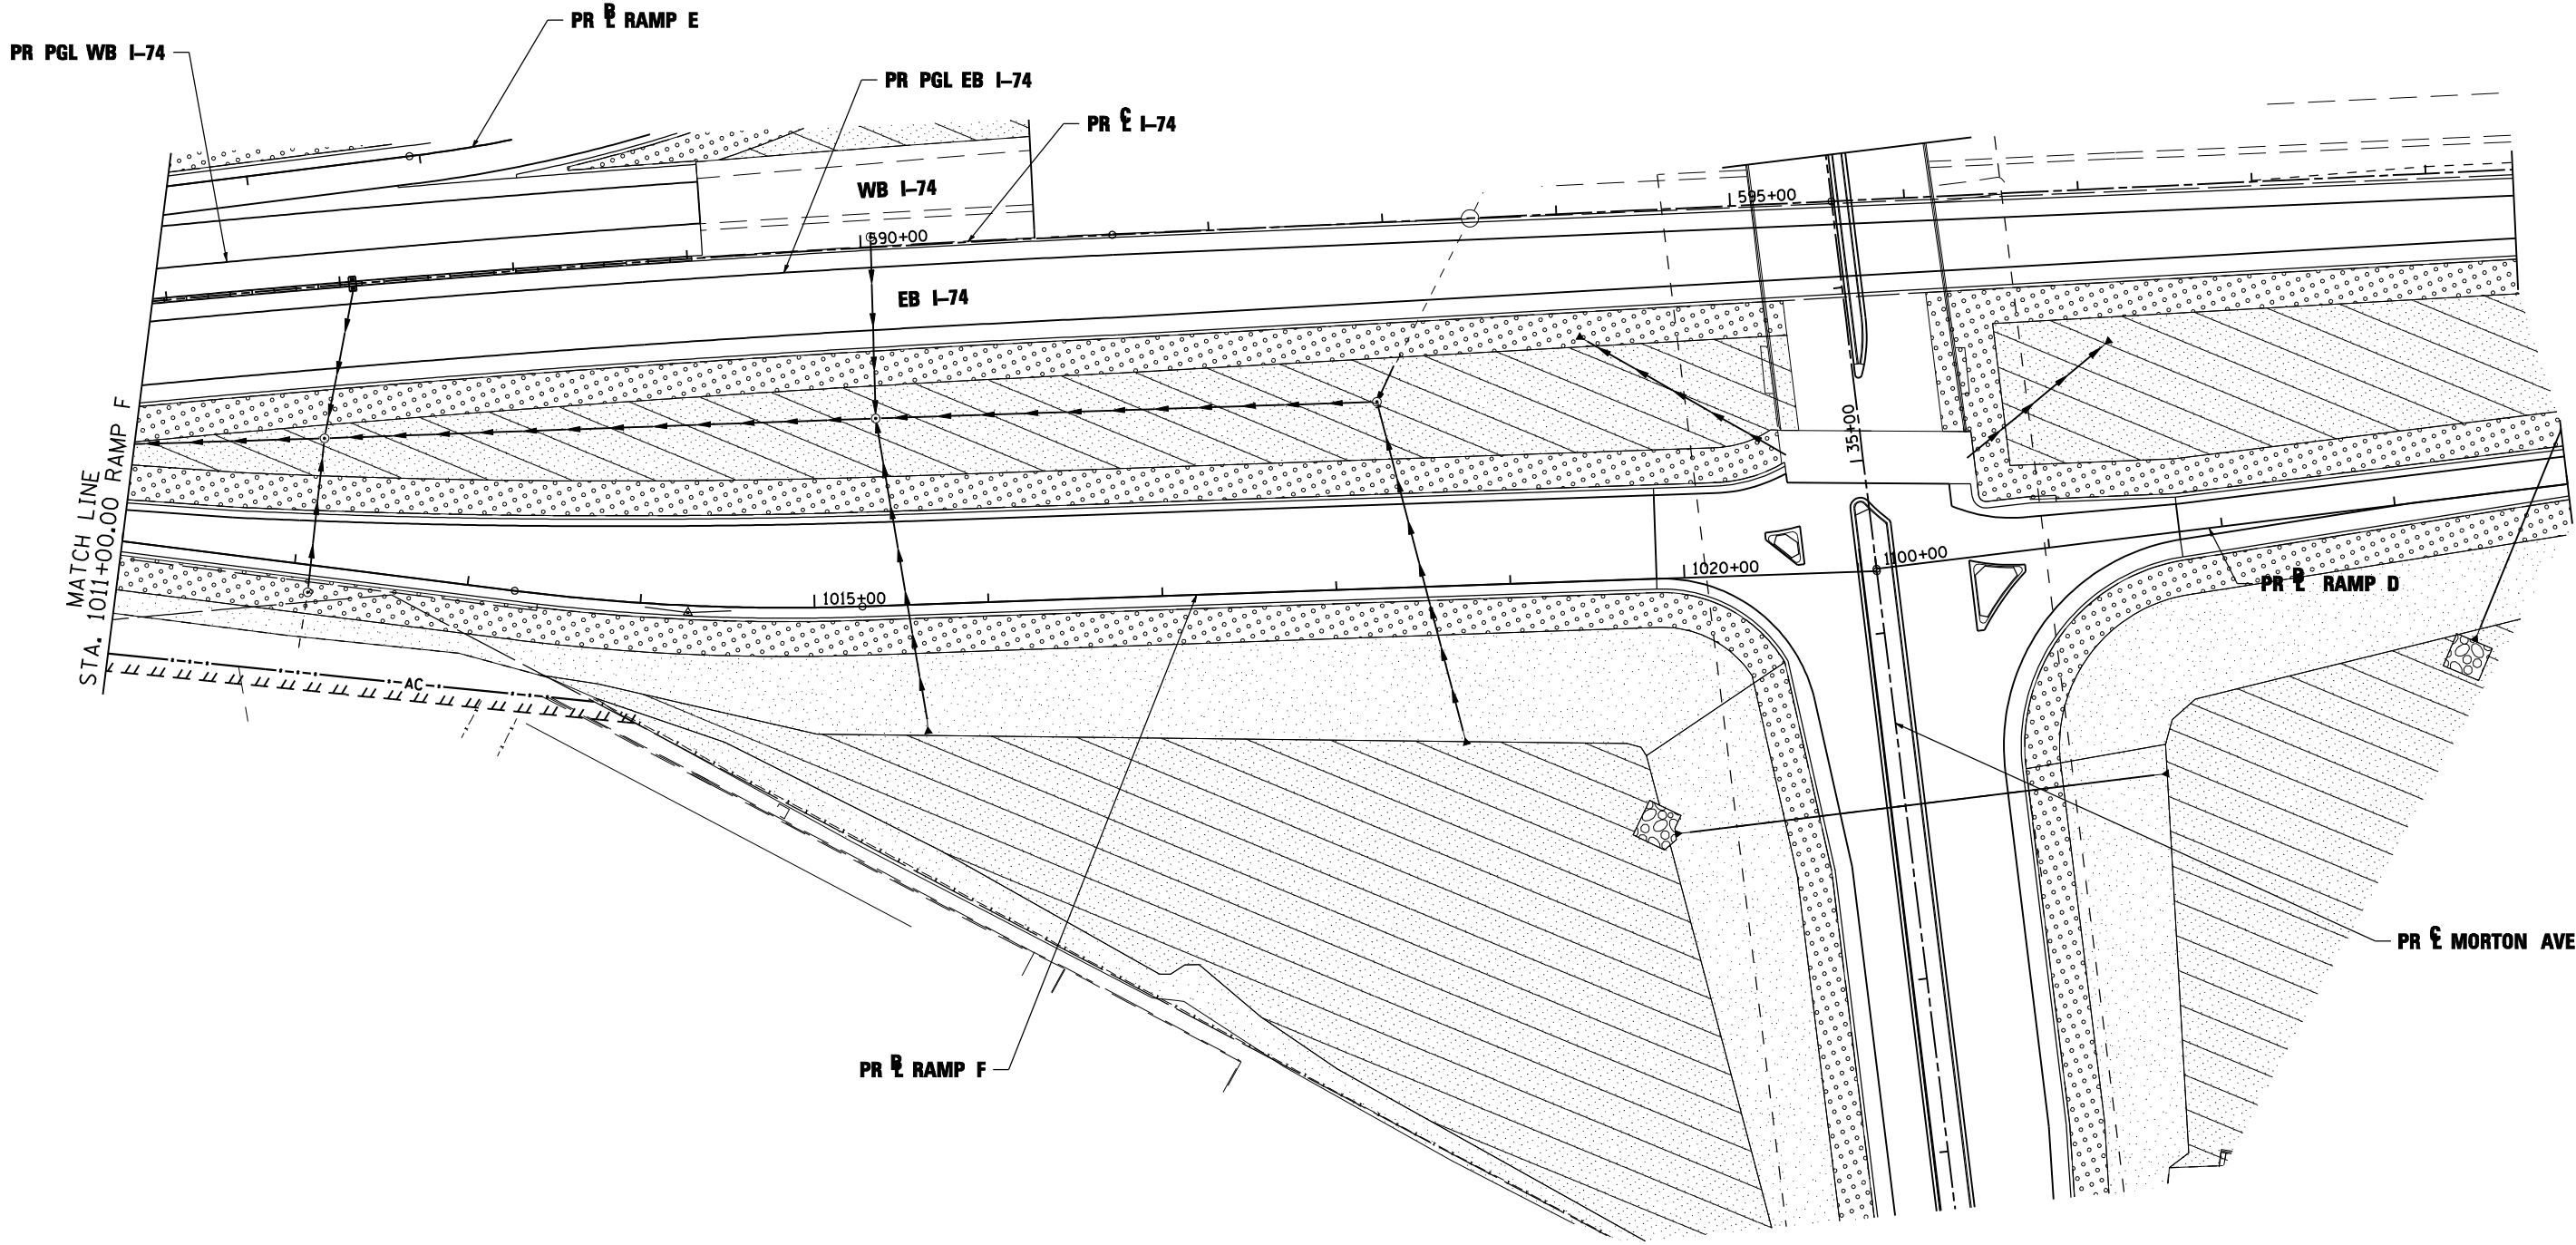 PR ℄ RAMP E
PR PGL WB I-74
PR PGL EB I-74
PR ℄ I-74
WB I-74
595+00
590+00
EB I-74
35+00
MATCH LINE
STA. 1011+00.00 RAMP F
1100+00
1020+00
PR ℄ RAMP D
1015+00
AC
PR ℄ MORTON AVE
PR ℄ RAMP F